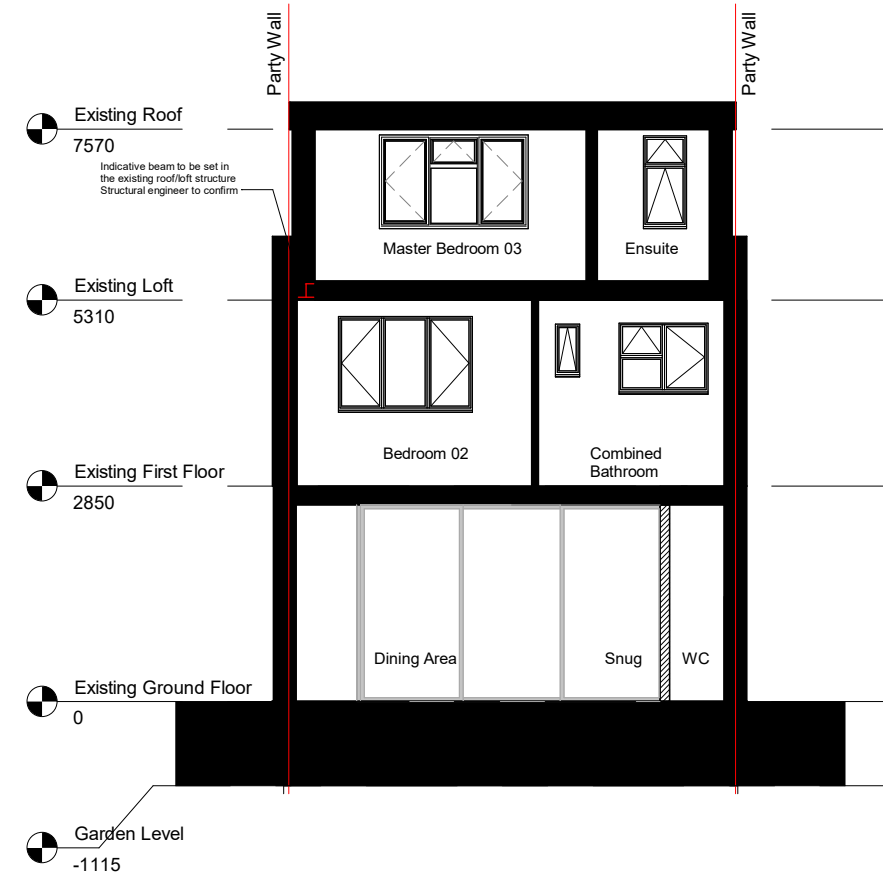 Party Wall
Party Wall
Existing Roof
7570
Indicative beam to be set in
the existing roof/loft structure
Structural engineer to confirm
Master Bedroom 03
Ensuite
Existing Loft
5310
Bedroom 02
Combined
Bathroom
Existing First Floor
2850
Dining Area
Snug
WC
Existing Ground Floor
0
Garden Level
-1115